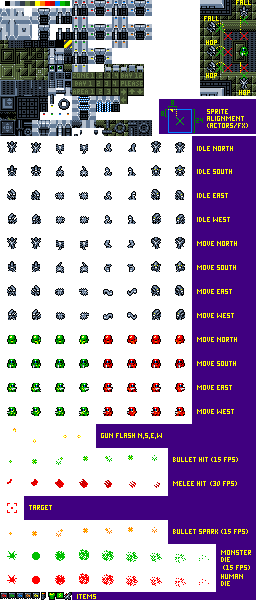 FALL
FALL
HOP
HOP
HOP
HOP
SPRITE
ALIGNMENT
(ACTORS/FX)
IDLE NORTH
IDLE SOUTH
IDLE EAST
IDLE WEST
MOVE NORTH
MOVE SOUTH
MOVE EAST
MOVE WEST
MOVE NORTH
MOVE SOUTH
MOVE EAST
MOVE WEST
GUN FLASH N,S,E,W
BULLET HIT (15 FPS)
MELEE HIT (30 FPS)
TARGET
BULLET SPARK (15 FPS)
MONSTER
DIE
(15 FPS)
HUMAN
DIE
ITEMS